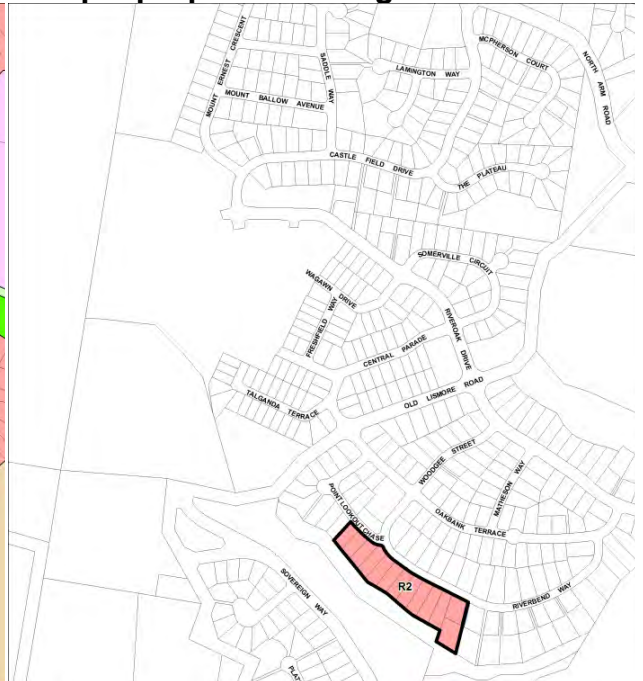 MOUNT ERNEST CRESCENT
SADDLE WAY
MCPHERSON COURT
NORTH ARM ROAD
LAMINGTON WAY
MOUNT BALLOW AVENUE
CASTLE FIELD DRIVE
THE PLATEAU
SOMERVILLE CIRCUIT
WAGAWN DRIVE
FRESHFIELD WAY
RIVEROAK DRIVE
CENTRAL PARADE
OLD LISMORE ROAD
TALGANDA TERRACE
WOODGEE STREET
MATHESON WAY
POINT LOOKOUT CHASE
OAKBANK TERRACE
R2
RIVERBEND WAY
SOVEREIGN WAY